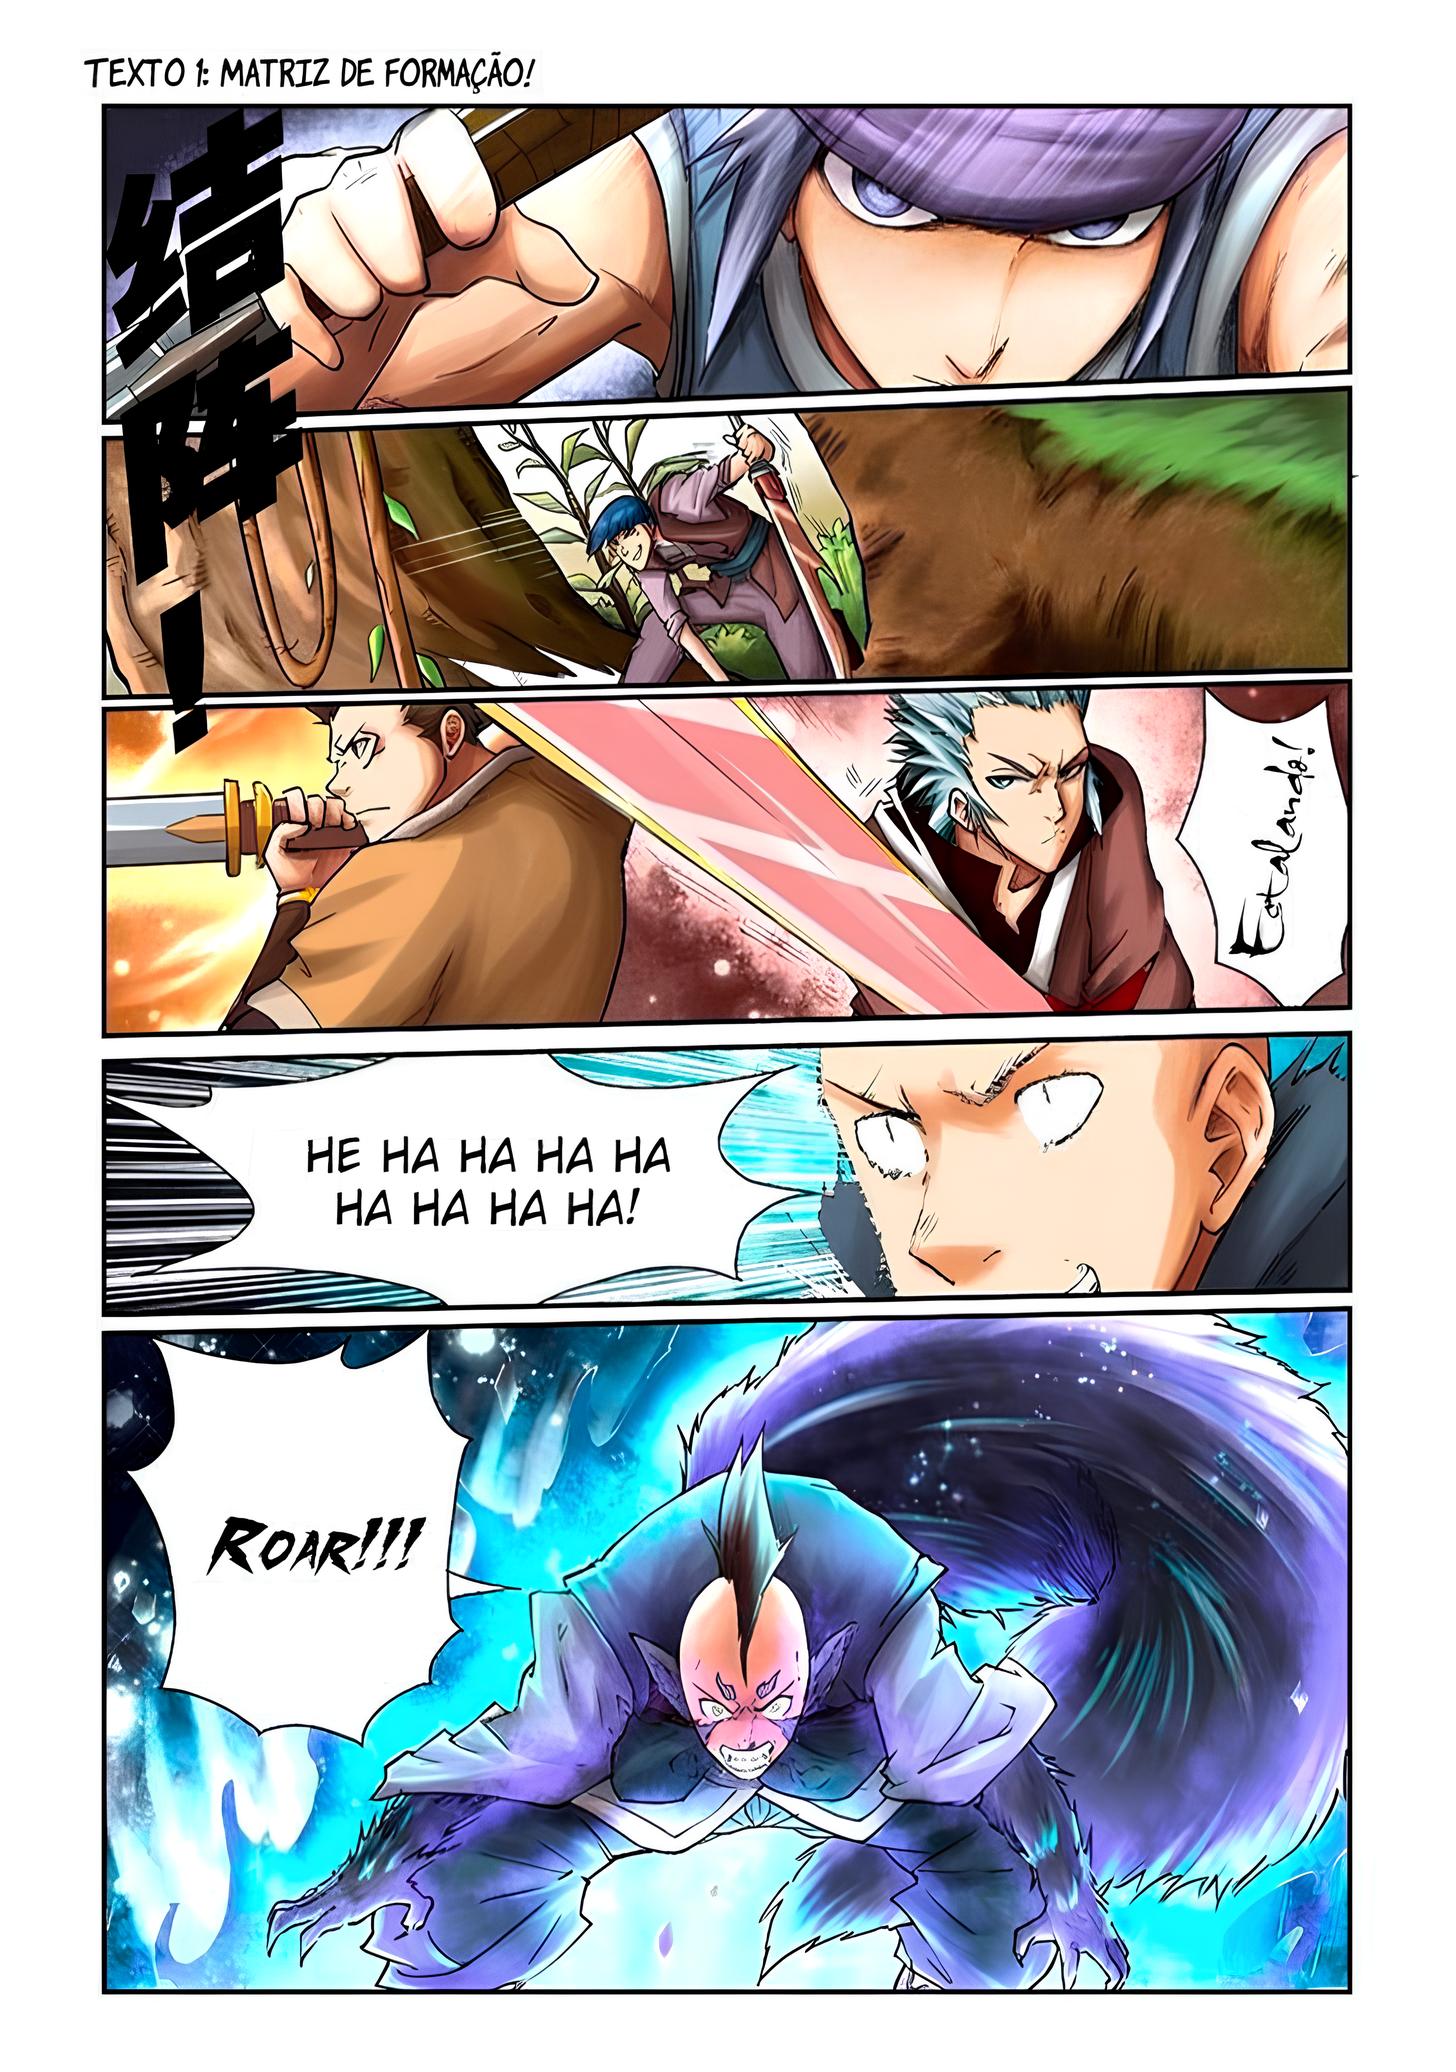 TEXTO 1: MATRIZ DE FORMAÇÃO!
结阵!
Estalando!
HE HA HA HA HA
HA HA HA HA!
ROAR!!!